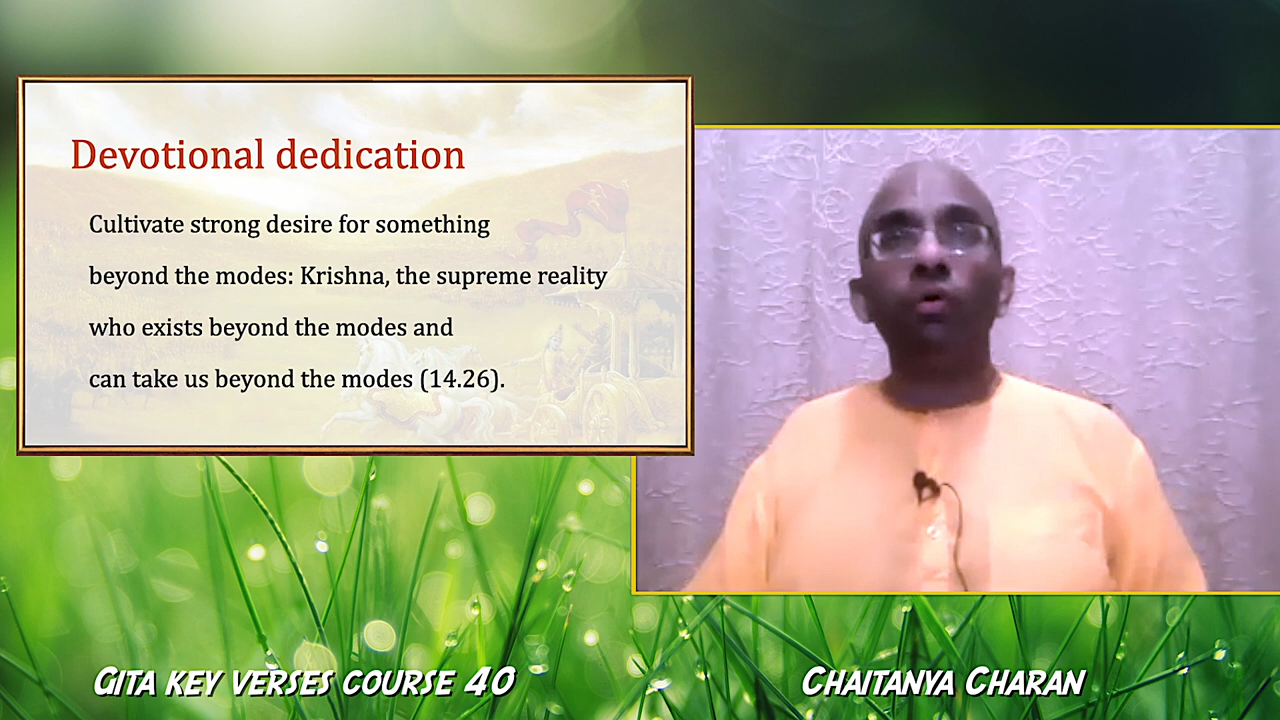 Devotional dedication
Cultivate strong desire for something
beyond the modes: Krishna, the supreme reality
who exists beyond the modes and
can take us beyond the modes (14.26).
GITA KEY VERSES COURSE 40
CHAITANYA CHARAN